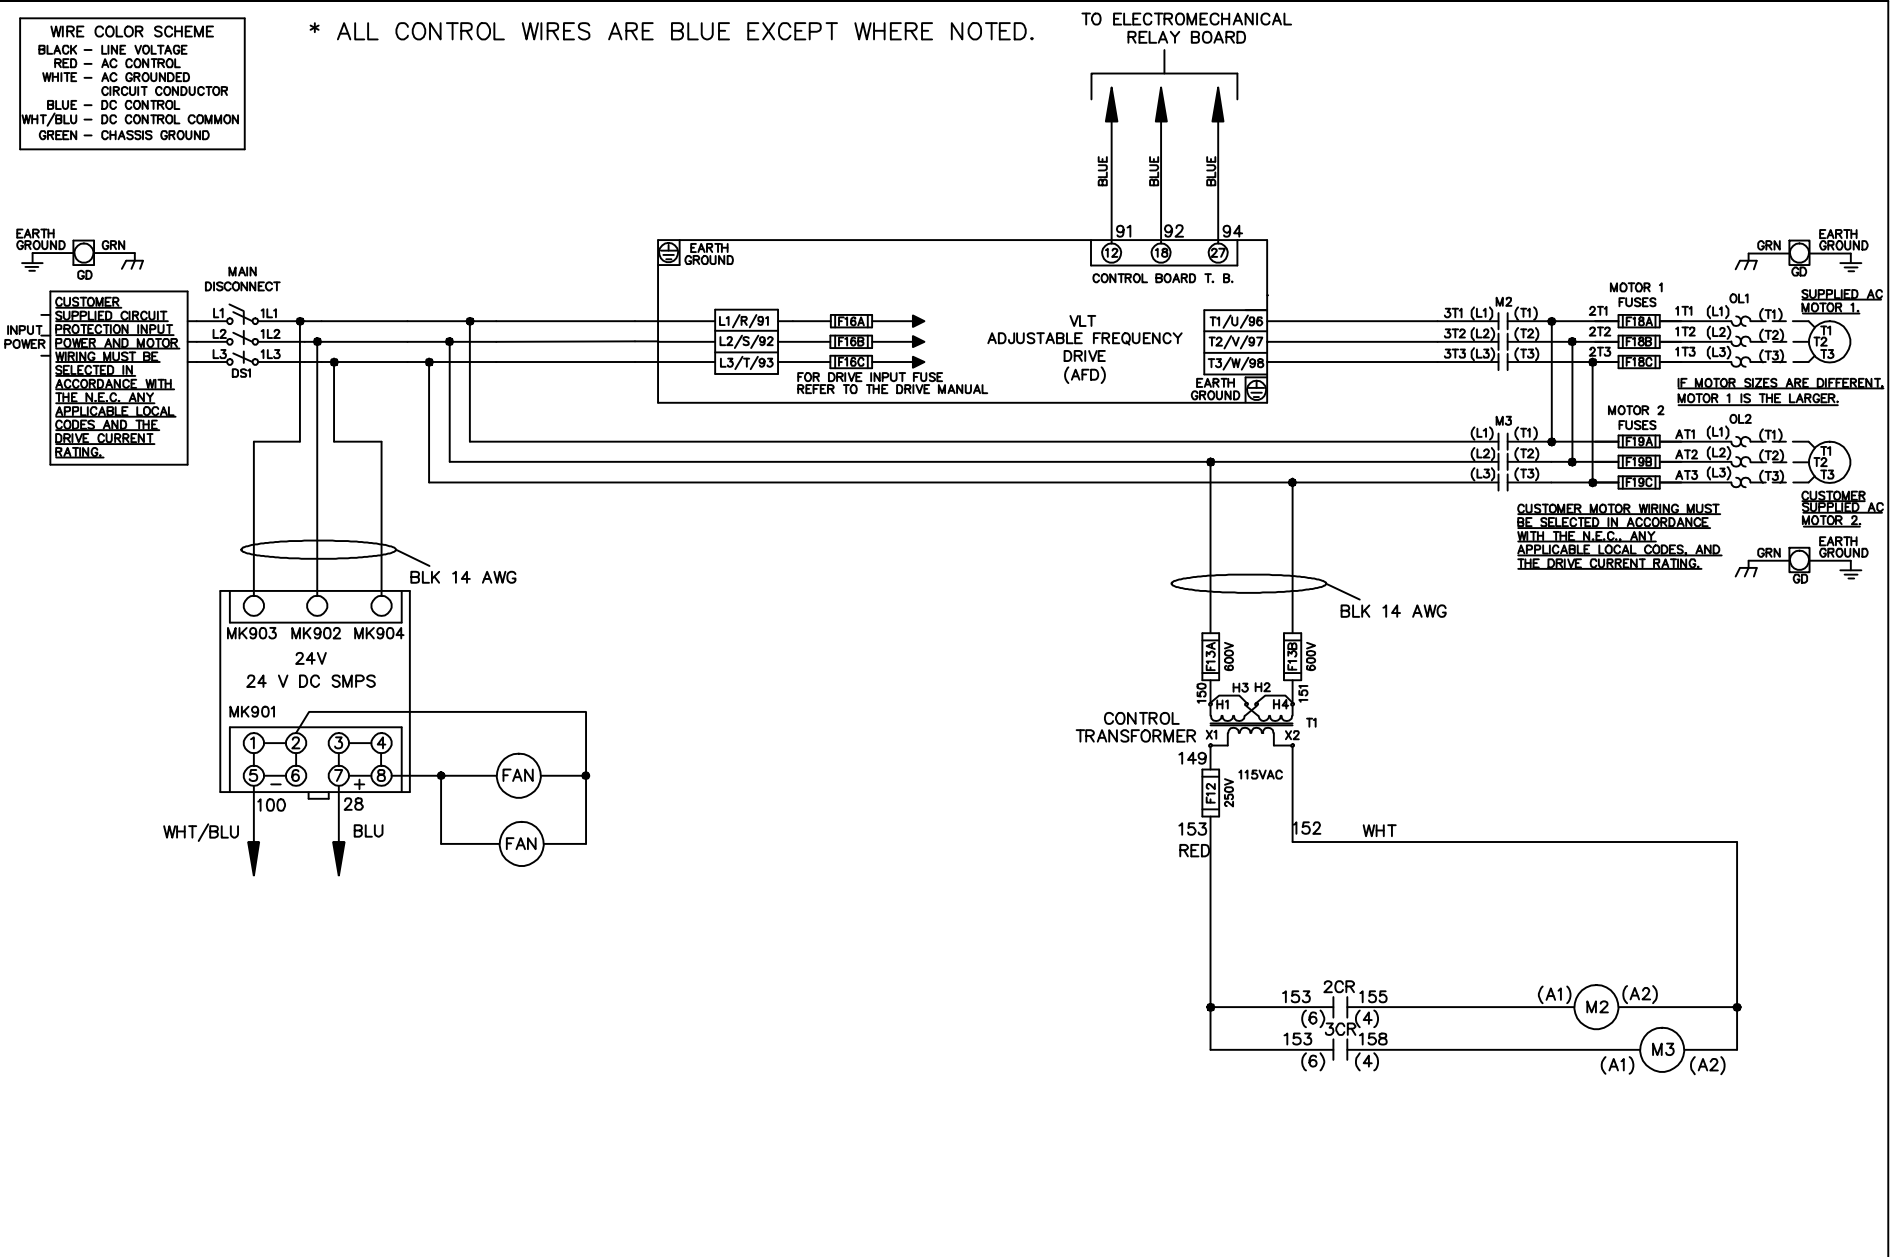 WIRE COLOR SCHEME
BLACK – LINE VOLTAGE
RED – AC CONTROL
WHITE – AC GROUNDED
CIRCUIT CONDUCTOR
BLUE – DC CONTROL
WHT/BLU – DC CONTROL COMMON
GREEN – CHASSIS GROUND
* ALL CONTROL WIRES ARE BLUE EXCEPT WHERE NOTED.
TO ELECTROMECHANICAL
RELAY BOARD
BLUE
BLUE
BLUE
91 92 94
12 18 27
CONTROL BOARD T. B.
EARTH
GROUND
GRN
GD
MAIN
DISCONNECT
L1 1L1
L2 1L2
L3 1L3
DS1
INPUT
POWER
CUSTOMER
SUPPLIED CIRCUIT
PROTECTION INPUT
POWER AND MOTOR
WIRING MUST BE
SELECTED IN
ACCORDANCE WITH
THE N.E.C. ANY
APPLICABLE LOCAL
CODES AND THE
DRIVE CURRENT
RATING.
EARTH
GROUND
L1/R/91 F16A
L2/S/92 F16B
L3/T/93 F16C
FOR DRIVE INPUT FUSE
REFER TO THE DRIVE MANUAL
VLT
ADJUSTABLE FREQUENCY
DRIVE
(AFD)
T1/U/96
T2/V/97
T3/W/98
EARTH
GROUND
M2
3T1 (L1) (T1)
3T2 (L2) (T2)
3T3 (L3) (T3)
MOTOR 1
FUSES
2T1 F18A 1T1 (L1) OL1 (T1)
2T2 F18B 1T2 (L2) (T2)
2T3 F18C 1T3 (L3) (T3)
GRN
GD
EARTH
GROUND
SUPPLIED AC
MOTOR 1.
T1
T2
T3
IF MOTOR SIZES ARE DIFFERENT,
MOTOR 1 IS THE LARGER.
M3
(L1) (T1)
(L2) (T2)
(L3) (T3)
MOTOR 2
FUSES
F19A AT1 (L1) OL2 (T1)
F19B AT2 (L2) (T2)
F19C AT3 (L3) (T3)
T1
T2
T3
CUSTOMER
SUPPLIED AC
MOTOR 2.
CUSTOMER MOTOR WIRING MUST
BE SELECTED IN ACCORDANCE
WITH THE N.E.C., ANY
APPLICABLE LOCAL CODES, AND
THE DRIVE CURRENT RATING.
GRN
GD
EARTH
GROUND
BLK 14 AWG
MK903 MK902 MK904
24V
24 V DC SMPS
MK901
1 2 3 4
5 – 6 7 + 8
100 28
WHT/BLU BLU
FAN
FAN
BLK 14 AWG
F13A 600V F13B 600V
150 151
H3 H2
H1 H4
T1
CONTROL
TRANSFORMER X1 X2
149
F12 250V 115VAC
153 152 WHT
RED
2CR
153 155 (A1) M2 (A2)
(6) (4)
3CR
153 158 M3
(6) (4) (A1) (A2)